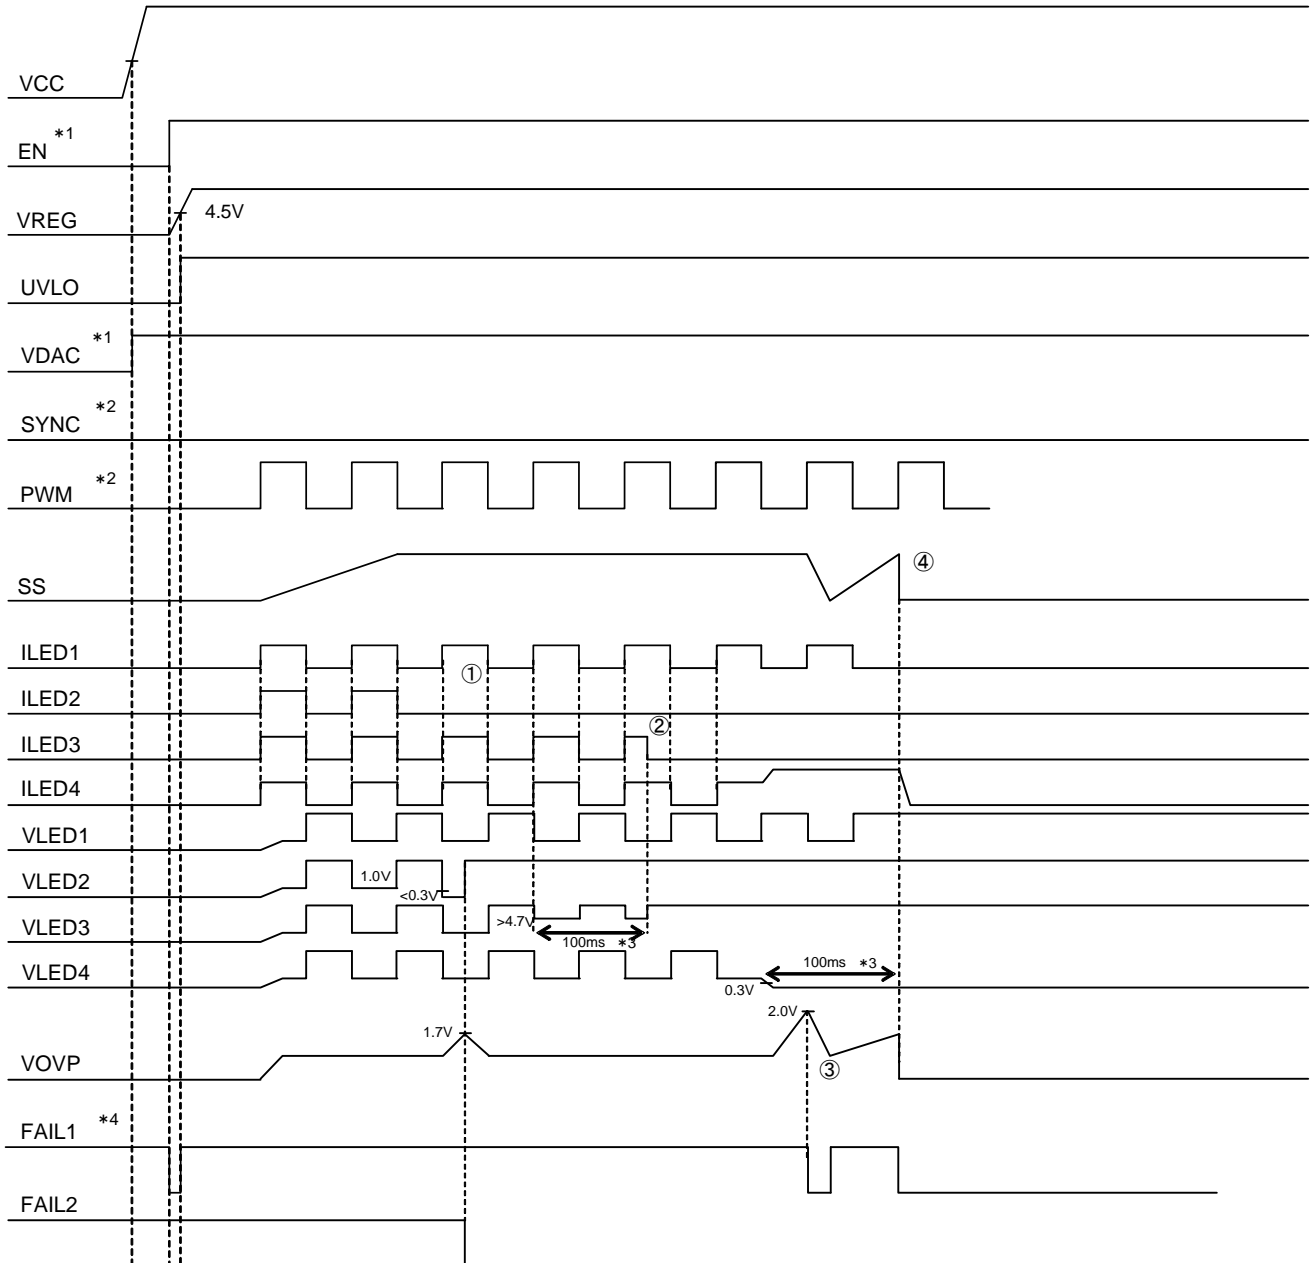 VCC
EN *1
VREG 4.5V
UVLO
VDAC *1
SYNC *2
PWM *2
SS ④
ILED1
①
ILED2
②
ILED3
ILED4
VLED1
VLED2 1.0V <0.3V
VLED3 >4.7V 100ms *3
VLED4 0.3V 100ms *3
2.0V
1.7V
VOVP ③
FAIL1 *4
FAIL2